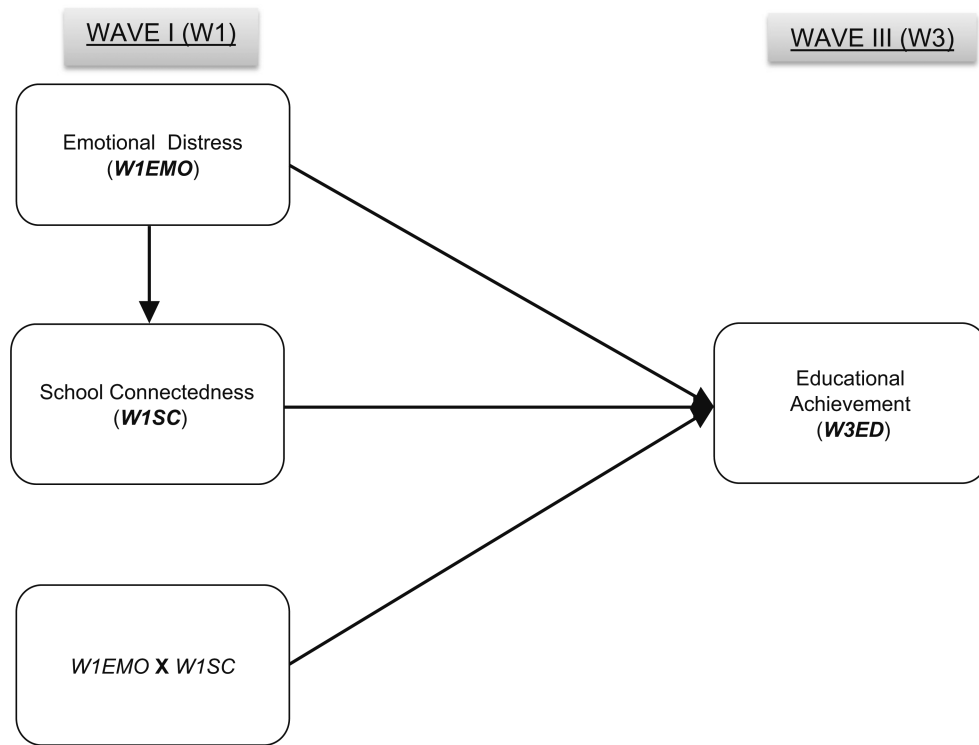 WAVE I (W1)
WAVE III (W3)
Emotional Distress
(W1EMO)
School Connectedness
(W1SC)
Educational
Achievement
(W3ED)
W1EMO X W1SC